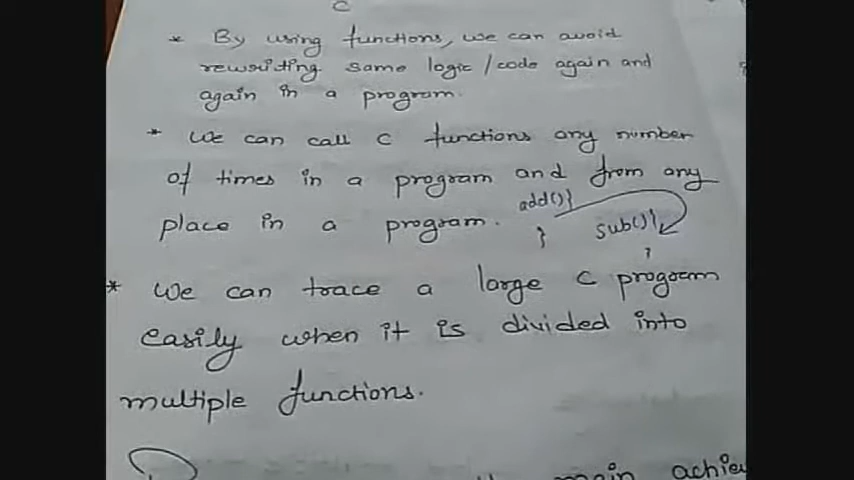 C
* By using functions, we can avoid
rewriting same logic /code again and
again in a program.
* We can call C functions any number
of times in a program and from any
place in a program.
add(){
}
sub(){
}
* We can trace a large C program
easily when it is divided into
multiple functions.
main achie